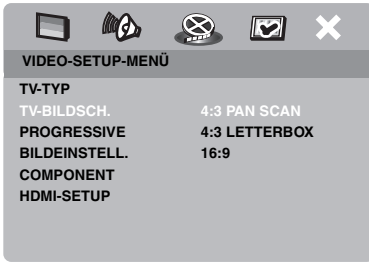 VIDEO-SETUP-MENÜ
TV-TYP
TV-BILDSCH. 4:3 PAN SCAN
PROGRESSIVE 4:3 LETTERBOX
BILDEINSTELL. 16:9
COMPONENT
HDMI-SETUP